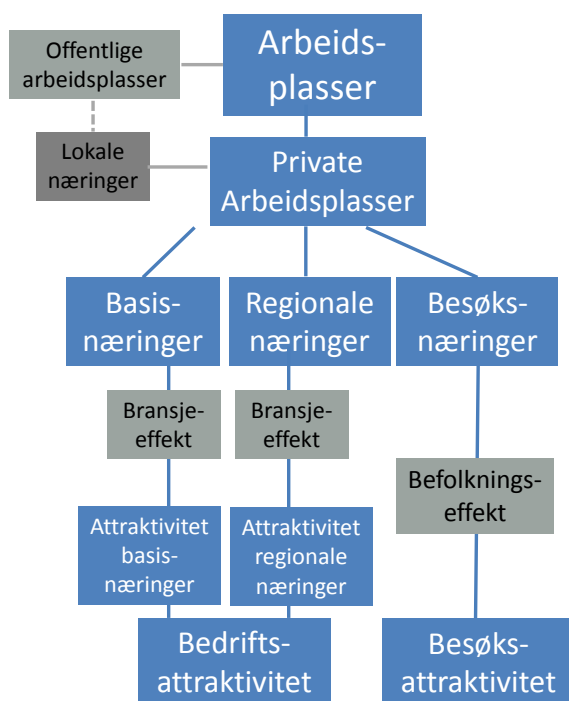 Offentlige
arbeidsplasser
Arbeids-
plasser
Lokale
næringer
Private
Arbeidsplasser
Basis-
næringer
Regionale
næringer
Besøks-
næringer
Bransje-
effekt
Bransje-
effekt
Befolknings-
effekt
Attraktivitet
basis-
næringer
Attraktivitet
regionale
næringer
Bedrifts-
attraktivitet
Besøks-
attraktivitet